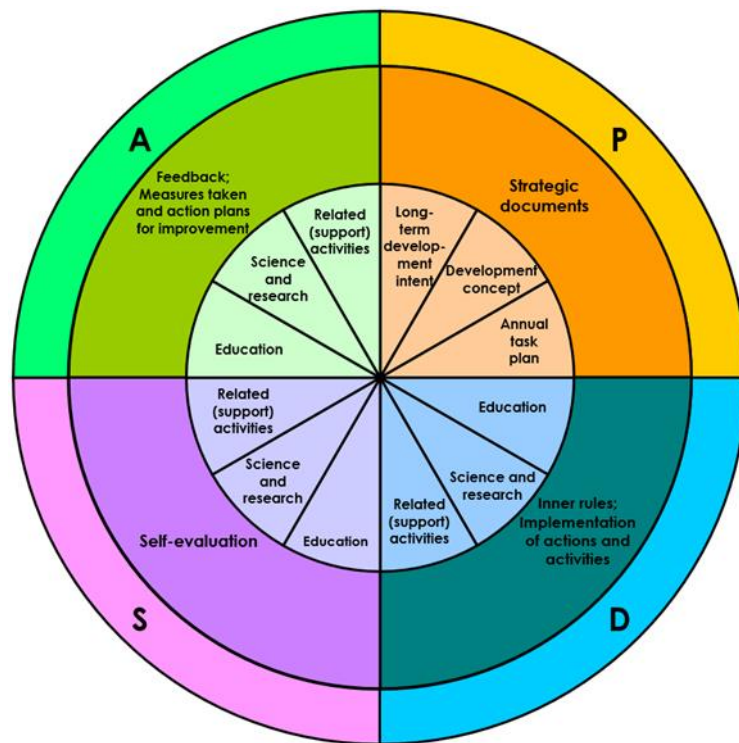 A
P
Feedback;
Measures taken
and action plans
for improvement
Strategic
documents
Related
(support)
activities
Science
and
research
Education
Long-
term
develop-
ment
intent
Development
concept
Annual
task
plan
Related
(support)
activities
Science
and
research
Education
Education
Science and
research
Related
(support)
activities
Self-evaluation
Inner rules;
Implementation
of actions and
activities
S
D